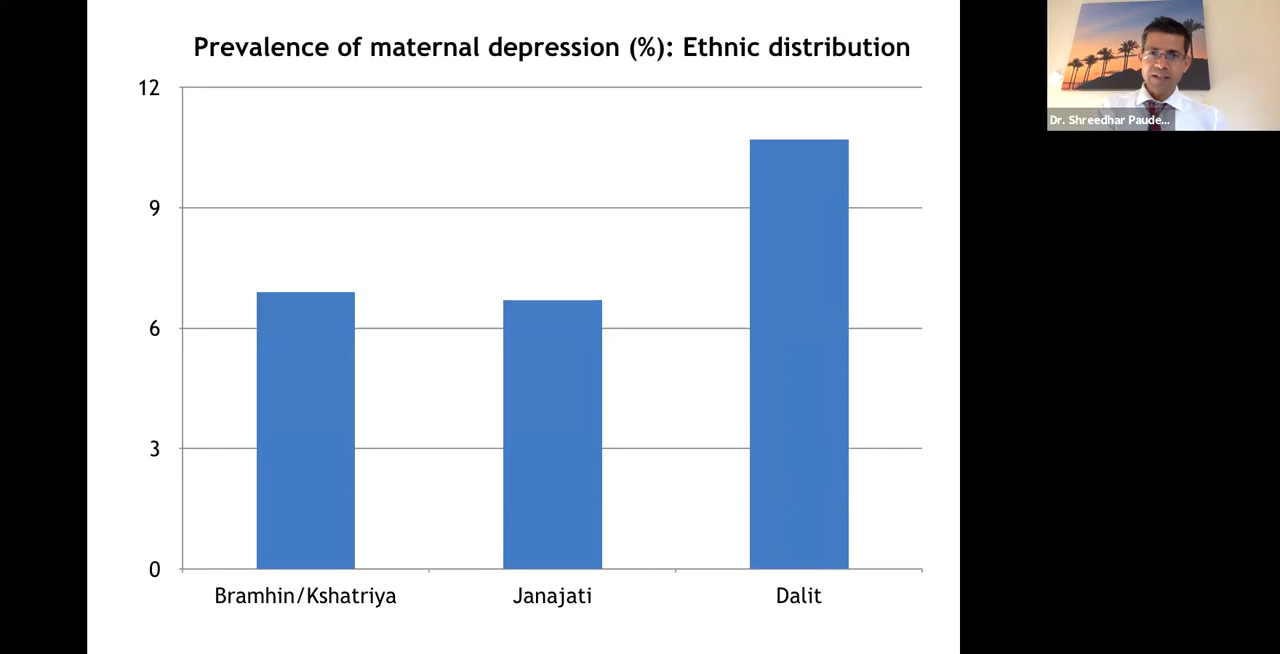 Prevalence of maternal depression (%): Ethnic distribution
12
9
6
3
0
Bramhin/Kshatriya Janajati Dalit
Dr. Shreedhar Paude...